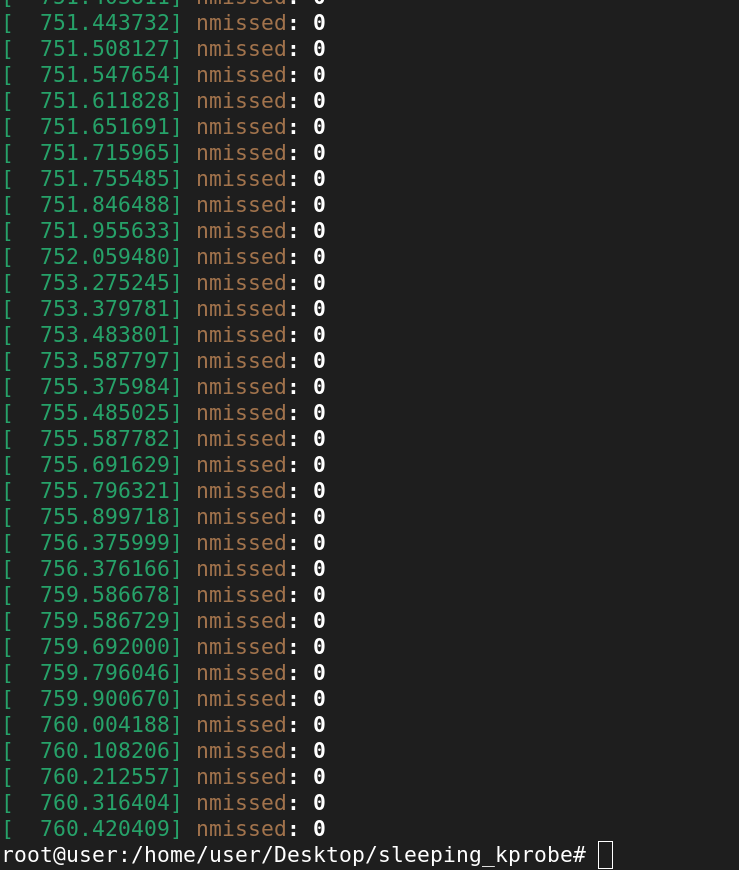 [  751.443732] nmissed: 0
[  751.508127] nmissed: 0
[  751.547654] nmissed: 0
[  751.611828] nmissed: 0
[  751.651691] nmissed: 0
[  751.715965] nmissed: 0
[  751.755485] nmissed: 0
[  751.846488] nmissed: 0
[  751.955633] nmissed: 0
[  752.059480] nmissed: 0
[  753.275245] nmissed: 0
[  753.379781] nmissed: 0
[  753.483801] nmissed: 0
[  753.587797] nmissed: 0
[  755.375984] nmissed: 0
[  755.485025] nmissed: 0
[  755.587782] nmissed: 0
[  755.691629] nmissed: 0
[  755.796321] nmissed: 0
[  755.899718] nmissed: 0
[  756.375999] nmissed: 0
[  756.376166] nmissed: 0
[  759.586678] nmissed: 0
[  759.586729] nmissed: 0
[  759.692000] nmissed: 0
[  759.796046] nmissed: 0
[  759.900670] nmissed: 0
[  760.004188] nmissed: 0
[  760.108206] nmissed: 0
[  760.212557] nmissed: 0
[  760.316404] nmissed: 0
[  760.420409] nmissed: 0
root@user:/home/user/Desktop/sleeping_kprobe#